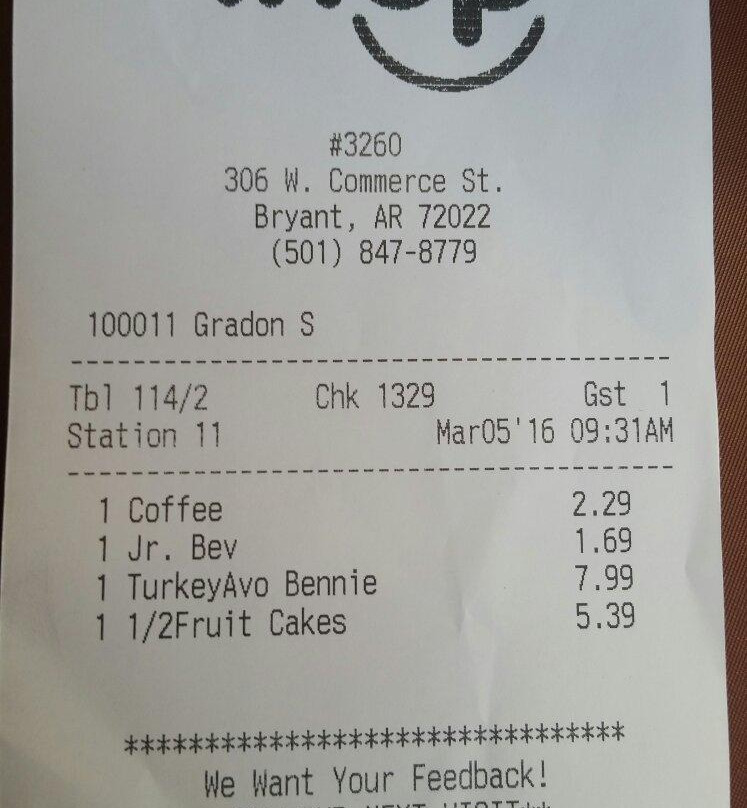 #3260
306 W. Commerce St.
Bryant, AR 72022
(501) 847-8779
100011 Gradon S
--------------------------------------
Tbl 114/2 Chk 1329 Gst 1
Station 11 Mar05'16 09:31AM
--------------------------------------
1 Coffee 2.29
1 Jr. Bev 1.69
1 TurkeyAvo Bennie 7.99
1 1/2Fruit Cakes 5.39
********************************
We Want Your Feedback!
NEXT VISIT**